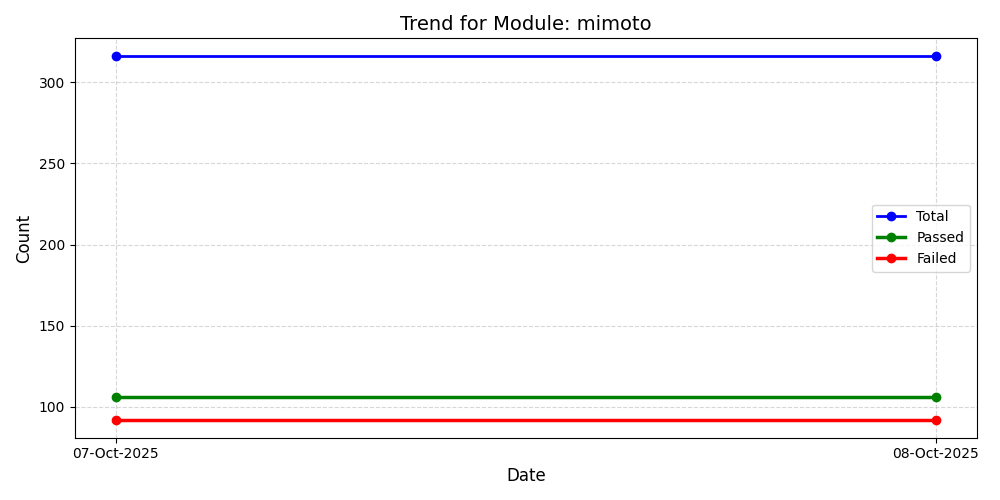 Trend for Module: mimoto
300
250
200
150
100
Count
Total
Passed
Failed
07-Oct-2025
08-Oct-2025
Date